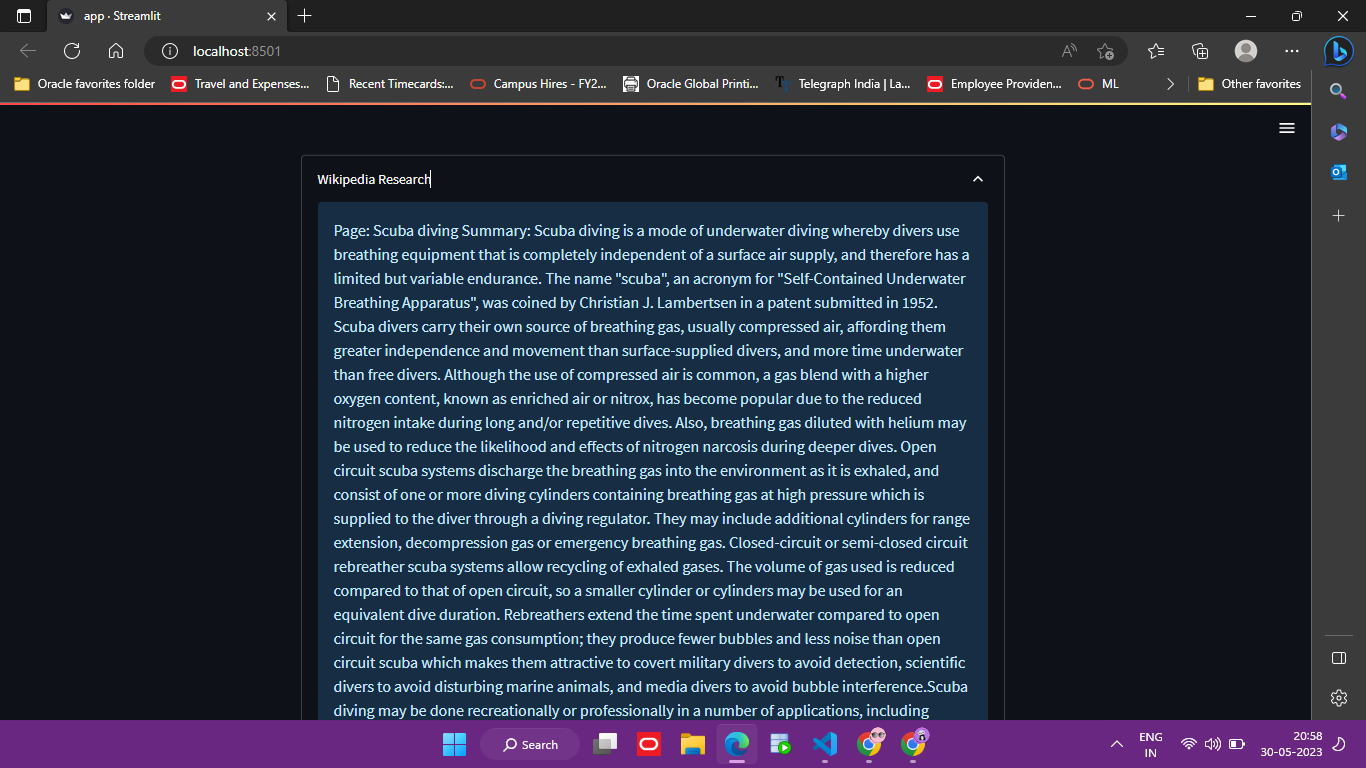 app · Streamlit
localhost:8501
Oracle favorites folder
Travel and Expenses...
Recent Timecards:...
Campus Hires - FY2...
Oracle Global Printi...
Telegraph India | La...
Employee Providen...
ML
Other favorites
Wikipedia Research
Page: Scuba diving Summary: Scuba diving is a mode of underwater diving whereby divers use
breathing equipment that is completely independent of a surface air supply, and therefore has a
limited but variable endurance. The name "scuba", an acronym for "Self-Contained Underwater
Breathing Apparatus", was coined by Christian J. Lambertsen in a patent submitted in 1952.
Scuba divers carry their own source of breathing gas, usually compressed air, affording them
greater independence and movement than surface-supplied divers, and more time underwater
than free divers. Although the use of compressed air is common, a gas blend with a higher
oxygen content, known as enriched air or nitrox, has become popular due to the reduced
nitrogen intake during long and/or repetitive dives. Also, breathing gas diluted with helium may
be used to reduce the likelihood and effects of nitrogen narcosis during deeper dives. Open
circuit scuba systems discharge the breathing gas into the environment as it is exhaled, and
consist of one or more diving cylinders containing breathing gas at high pressure which is
supplied to the diver through a diving regulator. They may include additional cylinders for range
extension, decompression gas or emergency breathing gas. Closed-circuit or semi-closed circuit
rebreather scuba systems allow recycling of exhaled gases. The volume of gas used is reduced
compared to that of open circuit, so a smaller cylinder or cylinders may be used for an
equivalent dive duration. Rebreathers extend the time spent underwater compared to open
circuit for the same gas consumption; they produce fewer bubbles and less noise than open
circuit scuba which makes them attractive to covert military divers to avoid detection, scientific
divers to avoid disturbing marine animals, and media divers to avoid bubble interference.Scuba
diving may be done recreationally or professionally in a number of applications, including
Search
ENG
IN
20:58
30-05-2023